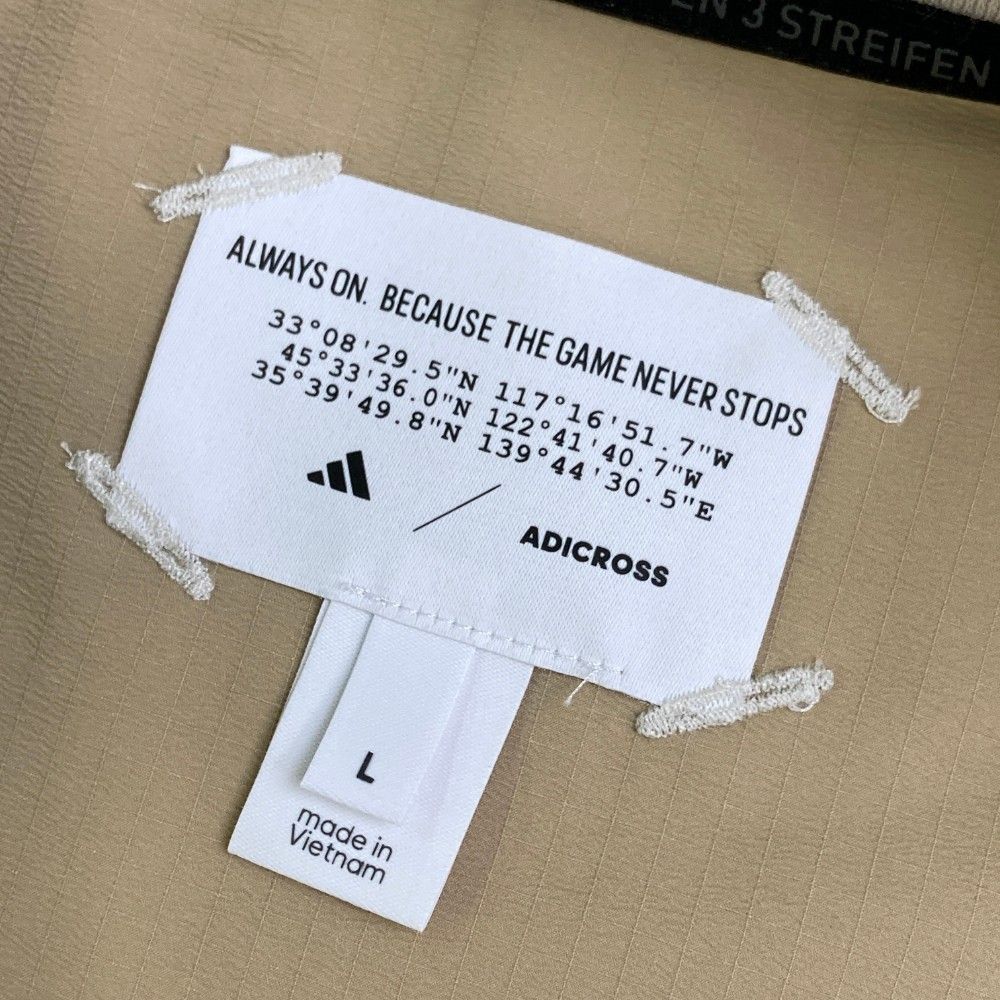 EN 3 STREIFEN
ALWAYS ON. BECAUSE THE GAME NEVER STOPS
33°08'29.5"N 117°16'51.7"W
45°33'36.0"N 122°41'40.7"W
35°39'49.8"N 139°44'30.5"E
ADICROSS
L
made in
Vietnam